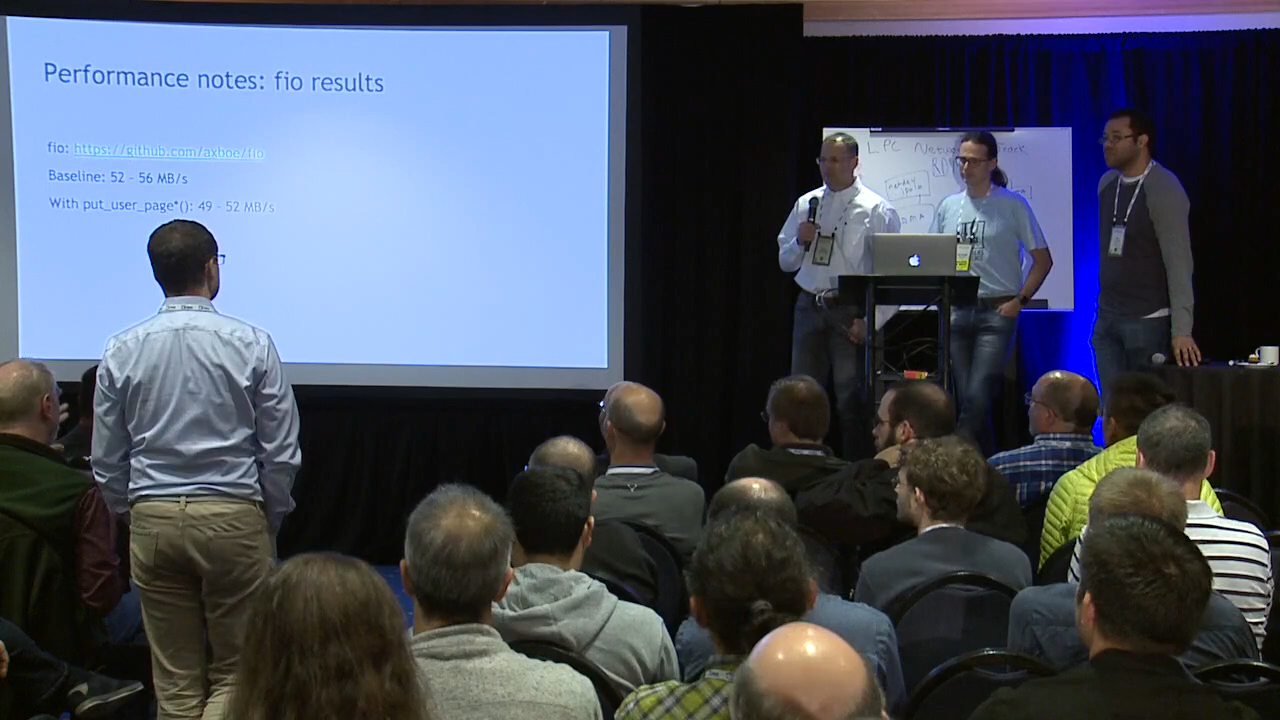 Performance notes: fio results
fio: https://github.com/axboe/fio
Baseline: 52 - 56 MB/s
With put_user_page*(): 49 - 52 MB/s
LPC